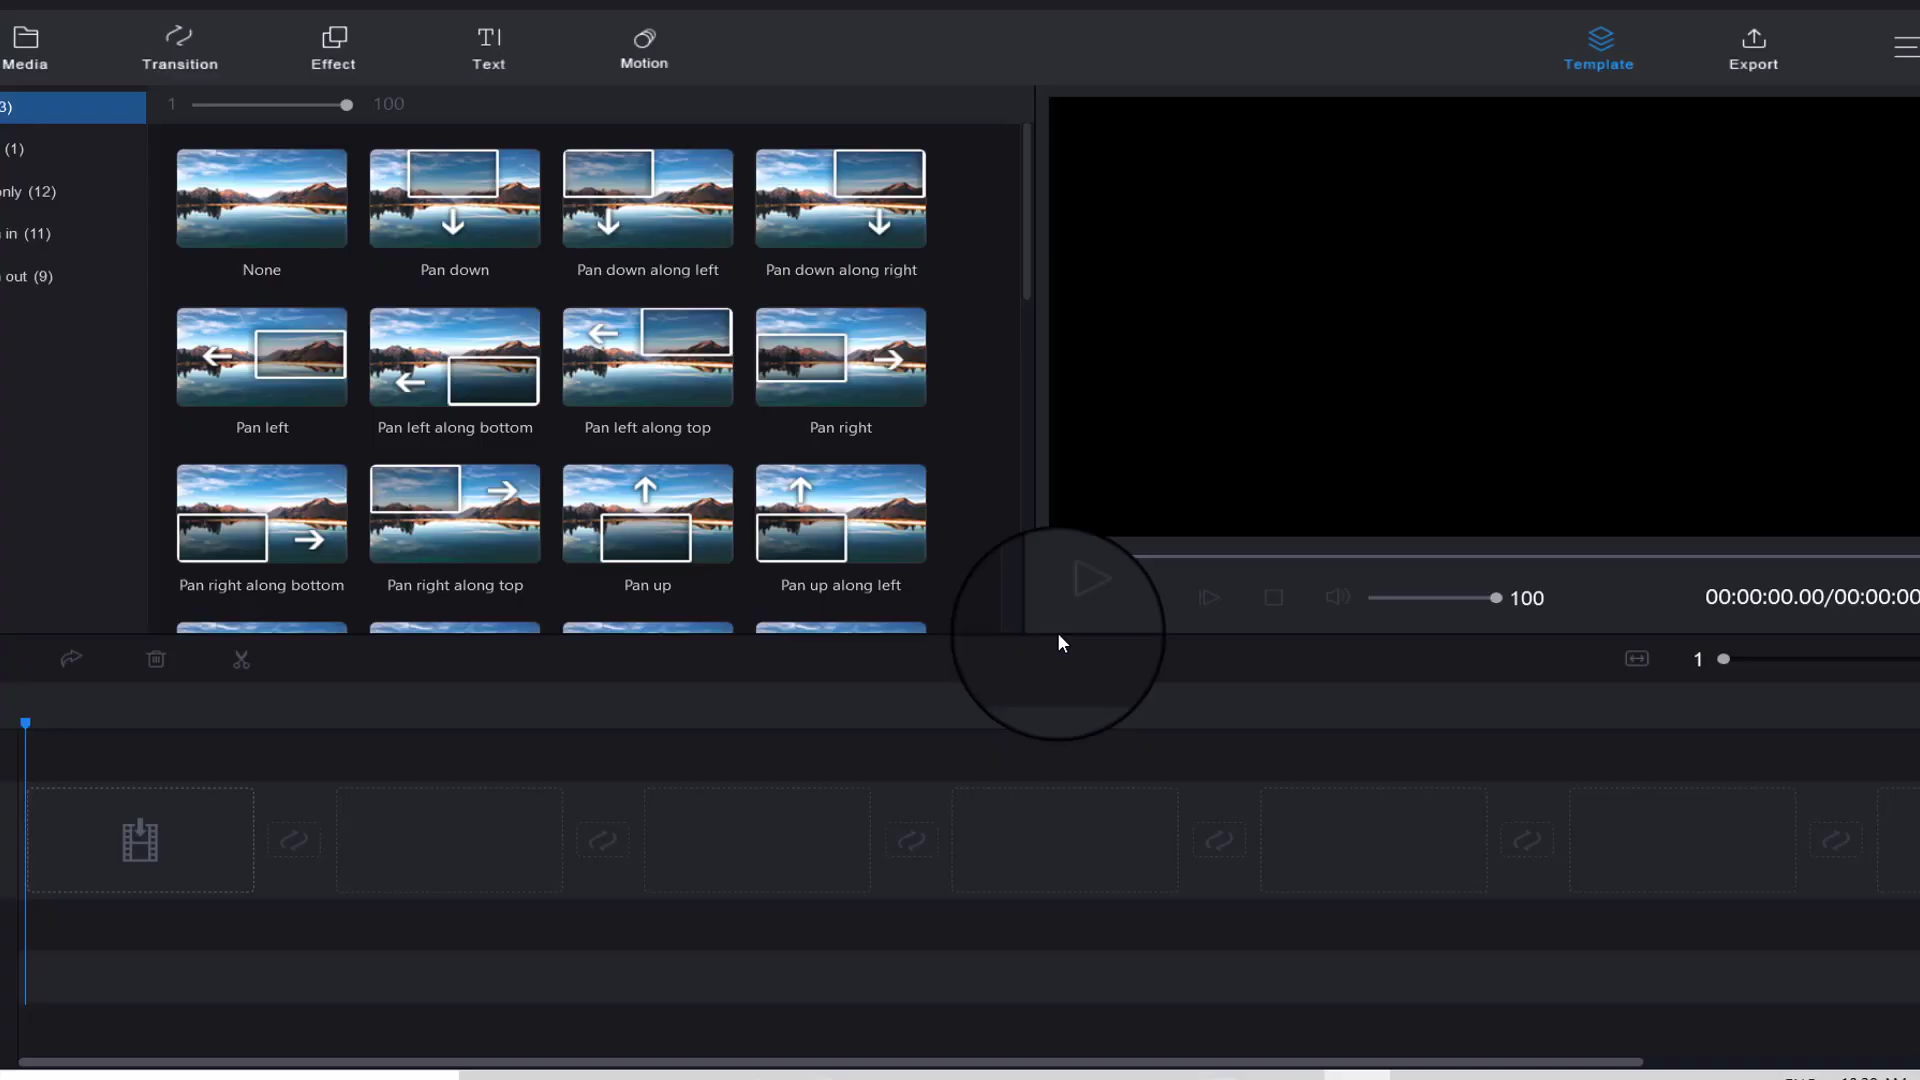 Media Transition Effect Text Motion Template Export
3) 1 100
(1)
only (12)
in (11)
out (9)
None Pan down Pan down along left Pan down along right
Pan left Pan left along bottom Pan left along top Pan right
Pan right along bottom Pan right along top Pan up Pan up along left
100 00:00:00.00/00:00:00
1